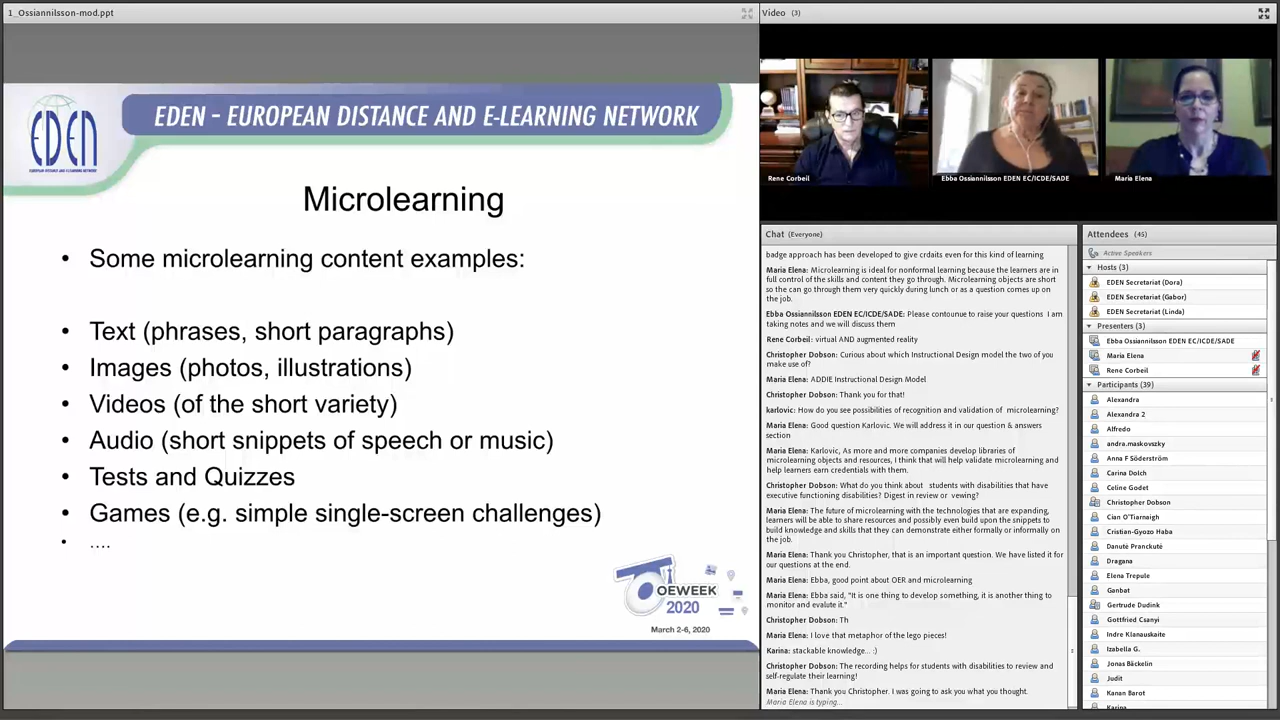 1_Ossiannilsson-mod.ppt
EDEN
EUROPEAN DISTANCE AND E-LEARNING NETWORK
EDEN – EUROPEAN DISTANCE AND E-LEARNING NETWORK
Microlearning
• Some microlearning content examples:
• Text (phrases, short paragraphs)
• Images (photos, illustrations)
• Videos (of the short variety)
• Audio (short snippets of speech or music)
• Tests and Quizzes
• Games (e.g. simple single-screen challenges)
• ....
OEWEEK
2020
March 2-6, 2020
Video (3)
Rene Corbeil
Ebba Ossiannilsson EDEN EC/ICDE/SADE
Maria Elena
Chat (Everyone)
badge approach has been developed to give crdaits even for this kind of learning
Maria Elena: Microlearning is ideal for nonformal learning because the learners are in
full control of the skills and content they go through. Microlearning objects are short
so the can go through them very quickly during lunch or as a question comes up on
the job.
Ebba Ossiannilsson EDEN EC/ICDE/SADE: Please contounue to raise your questions I am
taking notes and we will discuss them
Rene Corbeil: virtual AND augmented reality
Christopher Dobson: Curious about which Instructional Design model the two of you
make use of?
Maria Elena: ADDIE Instructional Design Model
Christopher Dobson: Thank you for that!
karlovic: How do you see possibilities of recognition and validation of microlearning?
Maria Elena: Good question Karlovic. We will address it in our question & answers
section
Maria Elena: Karlovic, As more and more companies develop libraries of
microlearning objects and resources, I think that will help validate microlearning and
help learners earn credentials with them.
Christopher Dobson: What do you think about students with disabilities that have
executive functioning disabilities? Digest in review or vewing?
Maria Elena: The future of microlearning with the technologies that are expanding,
learners will be able to share resources and possibly even build upon the snippets to
build knowledge and skills that they can demonstrate either formally or informally on
the job.
Maria Elena: Thank you Christopher, that is an important question. We have listed it for
our questions at the end.
Maria Elena: Ebba, good point about OER and microlearning
Maria Elena: Ebba said, "It is one thing to develop something, it is another thing to
monitor and evalute it."
Christopher Dobson: Th
Maria Elena: I love that metaphor of the lego pieces!
Karina: stackable knowledge... :)
Christopher Dobson: The recording helps for students with disabilities to review and
self-regulate their learning!
Maria Elena: Thank you Christopher. I was going to ask you what you thought.
Maria Elena is typing...
Attendees (45)
Active Speakers
Hosts (3)
EDEN Secretariat (Dora)
EDEN Secretariat (Gabor)
EDEN Secretariat (Linda)
Presenters (3)
Ebba Ossiannilsson EDEN EC/ICDE/SADE
Maria Elena
Rene Corbeil
Participants (39)
Alexandra
Alexandra 2
Alfredo
andra.maskovszky
Anna F Söderström
Carina Dolch
Celine Godet
Christopher Dobson
Cian O'Tiarnaigh
Cristian-Gyozo Haba
Danutė Pranckutė
Dragana
Elena Trepule
Ganbat
Gertrude Dudink
Gottfried Csanyi
Indre Klanauskaite
Izabella G.
Jonas Bäckelin
Judit
Kanan Barot
Karina